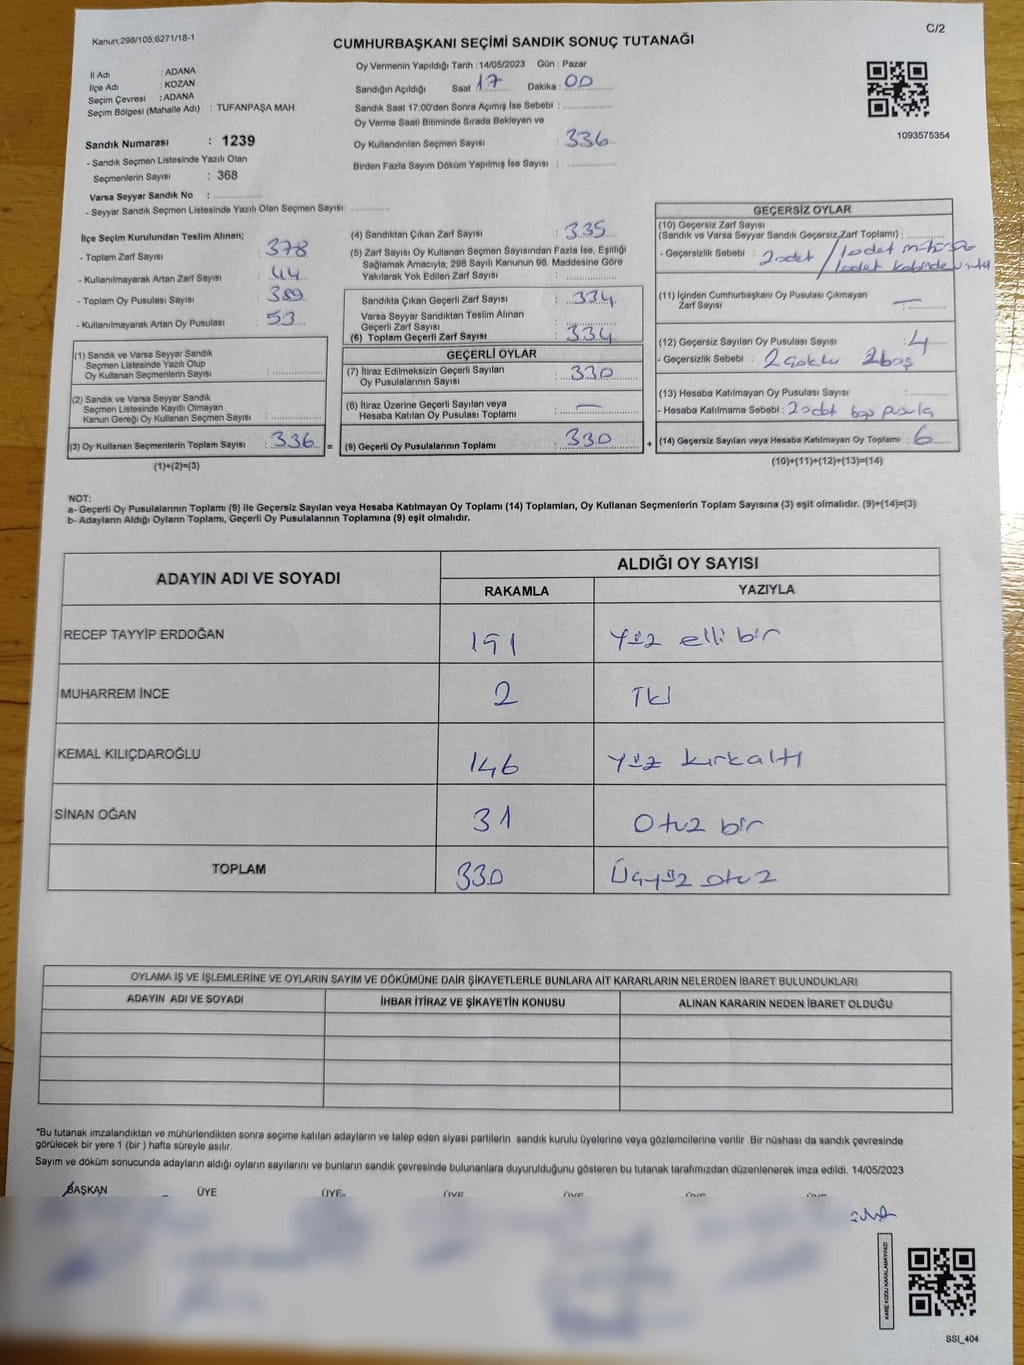 Kanun:298/105;6271/18-1
C/2
CUMHURBAŞKANI SEÇİMİ SANDIK SONUÇ TUTANAĞI
İl Adı : ADANA
İlçe Adı : KOZAN
Seçim Çevresi : ADANA
Seçim Bölgesi (Mahalle Adı) : TUFANPAŞA MAH.
Oy Vermenin Yapıldığı Tarih : 14/05/2023 Gün : Pazar
Sandığın Açıldığı Saat 17 Dakika : 00
Sandık Saat 17:00'den Sonra Açımış İse Sebebi :
Oy Verme Saati Bitiminde Sırada Bekleyen ve
Oy Kullandırılan Seçmen Sayısı : 336
Birden Fazla Sayım Döküm Yapılmış İse Sayısı :
1093575354
Sandık Numarası : 1239
- Sandık Seçmen Listesinde Yazılı Olan
Seçmenlerin Sayısı : 368
Varsa Seyyar Sandık No :
- Seyyar Sandık Seçmen Listesinde Yazılı Olan Seçmen Sayısı:
İlçe Seçim Kurulundan Teslim Alınan;
- Toplam Zarf Sayısı : 378
- Kullanılmayarak Artan Zarf Sayısı : 44
- Toplam Oy Pusulası Sayısı : 389
- Kullanılmayarak Artan Oy Pusulası : 53
(1) Sandık ve Varsa Seyyar Sandık
Seçmen Listesinde Yazılı Olup
Oy Kullanan Seçmenlerin Sayısı :
(2) Sandık ve Varsa Seyyar Sandık
Seçmen Listesinde Kayıtlı Olmayan
Kanun Gereği Oy Kullanan Seçmen Sayısı :
(3) Oy Kullanan Seçmenlerin Toplam Sayısı : 336 =
(1)+(2)=(3)
(4) Sandıktan Çıkan Zarf Sayısı : 335
(5) Zarf Sayısı Oy Kullanan Seçmen Sayısından Fazla İse, Eşitliği
Sağlamak Amacıyla; 298 Sayılı Kanunun 98. Maddesine Göre
Yakılarak Yok Edilen Zarf Sayısı :
Sandıkta Çıkan Geçerli Zarf Sayısı : 334
Varsa Seyyar Sandıktan Teslim Alınan
Geçerli Zarf Sayısı :
(6) Toplam Geçerli Zarf Sayısı : 334
GEÇERLİ OYLAR
(7) İtiraz Edilmeksizin Geçerli Sayılan
Oy Pusulalarının Sayısı : 330
(8) İtiraz Üzerine Geçerli Sayılan veya
Hesaba Katılan Oy Pusulası Toplamı : —
(9) Geçerli Oy Pusulalarının Toplamı : 330 +
GEÇERSİZ OYLAR
(10) Geçersiz Zarf Sayısı
(Sandık ve Varsa Seyyar Sandık Geçersiz Zarf Toplamı) :
- Geçersizlik Sebebi : 2 adet / 1 adet
1 adet
(11) İçinden Cumhurbaşkanı Oy Pusulası Çıkmayan
Zarf Sayısı : —
(12) Geçersiz Sayılan Oy Pusulası Sayısı : 4
- Geçersizlik Sebebi : 2 2 boş
(13) Hesaba Katılmayan Oy Pusulası Sayısı :
- Hesaba Katılmama Sebebi : 2 adet boş pusula
(14) Geçersiz Sayılan veya Hesaba Katılmayan Oy Toplamı : 6
(10)+(11)+(12)+(13)=(14)
NOT:
a- Geçerli Oy Pusulalarının Toplamı (9) ile Geçersiz Sayılan veya Hesaba Katılmayan Oy Toplamı (14) Toplamları, Oy Kullanan Seçmenlerin Toplam Sayısına (3) eşit olmalıdır. (9)+(14)=(3)
b- Adayların Aldığı Oyların Toplamı, Geçerli Oy Pusulalarının Toplamına (9) eşit olmalıdır.
ADAYIN ADI VE SOYADI
ALDIĞI OY SAYISI
RAKAMLA YAZIYLA
RECEP TAYYİP ERDOĞAN 151 Yüz elli bir
MUHARREM İNCE 2 İki
KEMAL KILIÇDAROĞLU 146 Yüz kırkaltı
SİNAN OĞAN 31 Otuz bir
TOPLAM 330 Üçyüz otuz
OYLAMA İŞ VE İŞLEMLERİNE VE OYLARIN SAYIM VE DÖKÜMÜNE DAİR ŞİKAYETLERLE BUNLARA AİT KARARLARIN NELERDEN İBARET BULUNDUKLARI
ADAYIN ADI VE SOYADI İHBAR İTİRAZ VE ŞİKAYETİN KONUSU ALINAN KARARIN NEDEN İBARET OLDUĞU
*Bu tutanak imzalandıktan ve mühürlendikten sonra seçime katılan adayların ve talep eden siyasi partilerin sandık kurulu üyelerine veya gözlemcilerine verilir .Bir nüshası da sandık çevresinde
görülecek bir yere 1 (bir ) hafta süreyle asılır.
Sayım ve döküm sonucunda adayların aldığı oyların sayılarını ve bunların sandık çevresinde bulunanlara duyurulduğunu gösteren bu tutanak tarafımızdan düzenlenerek imza edildi. 14/05/2023
BAŞKAN ÜYE ÜYE ÜYE ÜYE ÜYE ÜYE
KARE KODU KARALAMAYINIZ!
SSI_404